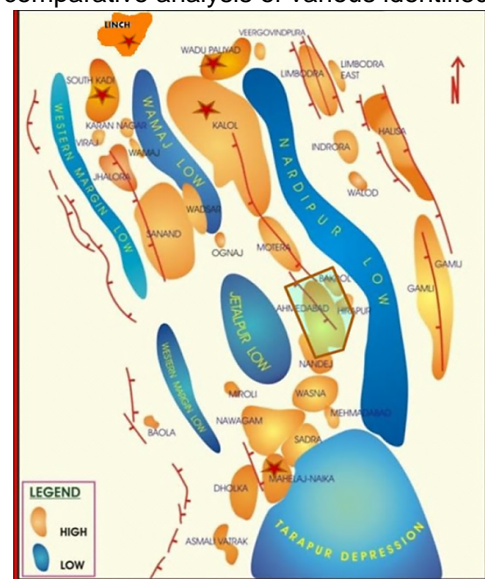 comparative analysis of various identified
LINCH
VEERGOVINDPURA
WADU PALIYAD
LIMBODRA
LIMBODRA
EAST
SOUTH KADI
N
KALOL
HALISA
KARAN NAGAR
VIRAJ
WAMAJ
WAMAJ LOW
NARDIPUR LOW
INDRORA
JHALORA
WALOD
WESTERN MARGIN LOW
WADSAR
SANAND
OGNAJ
MOTERA
GAMIJ
GAMIJ
BAKROL
AHMEDABAD
HIRAPUR
JETALPUR LOW
WESTERN MARGIN LOW
NANDEJ
MIROLI
WASNA
MEHMADABAD
NAWAGAM
BAOLA
SADRA
MAHELAJ-NAIKA
DHOLKA
TARAPUR DEPRESSION
ASMALI VATRAK
LEGEND
HIGH
LOW